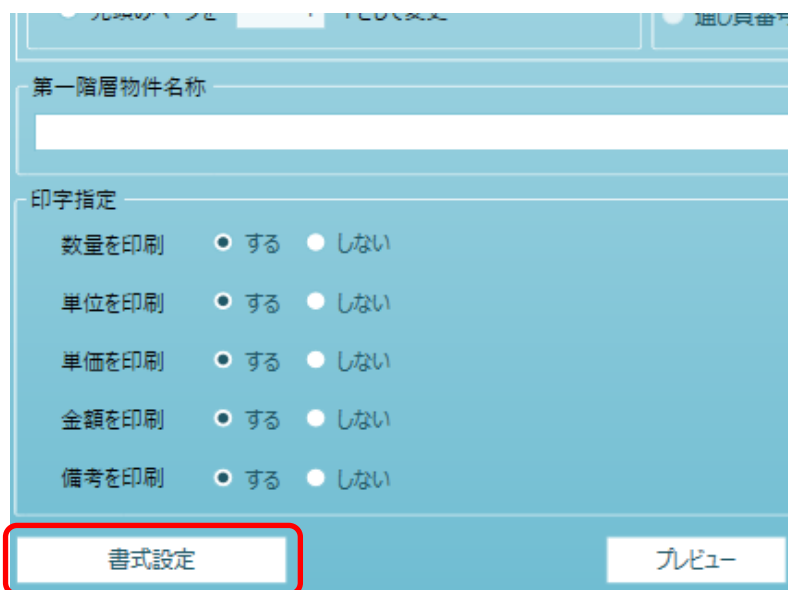 第一階層物件名称
印字指定
数量を印刷 する しない
単位を印刷 する しない
単価を印刷 する しない
金額を印刷 する しない
備考を印刷 する しない
書式設定 プレビュー